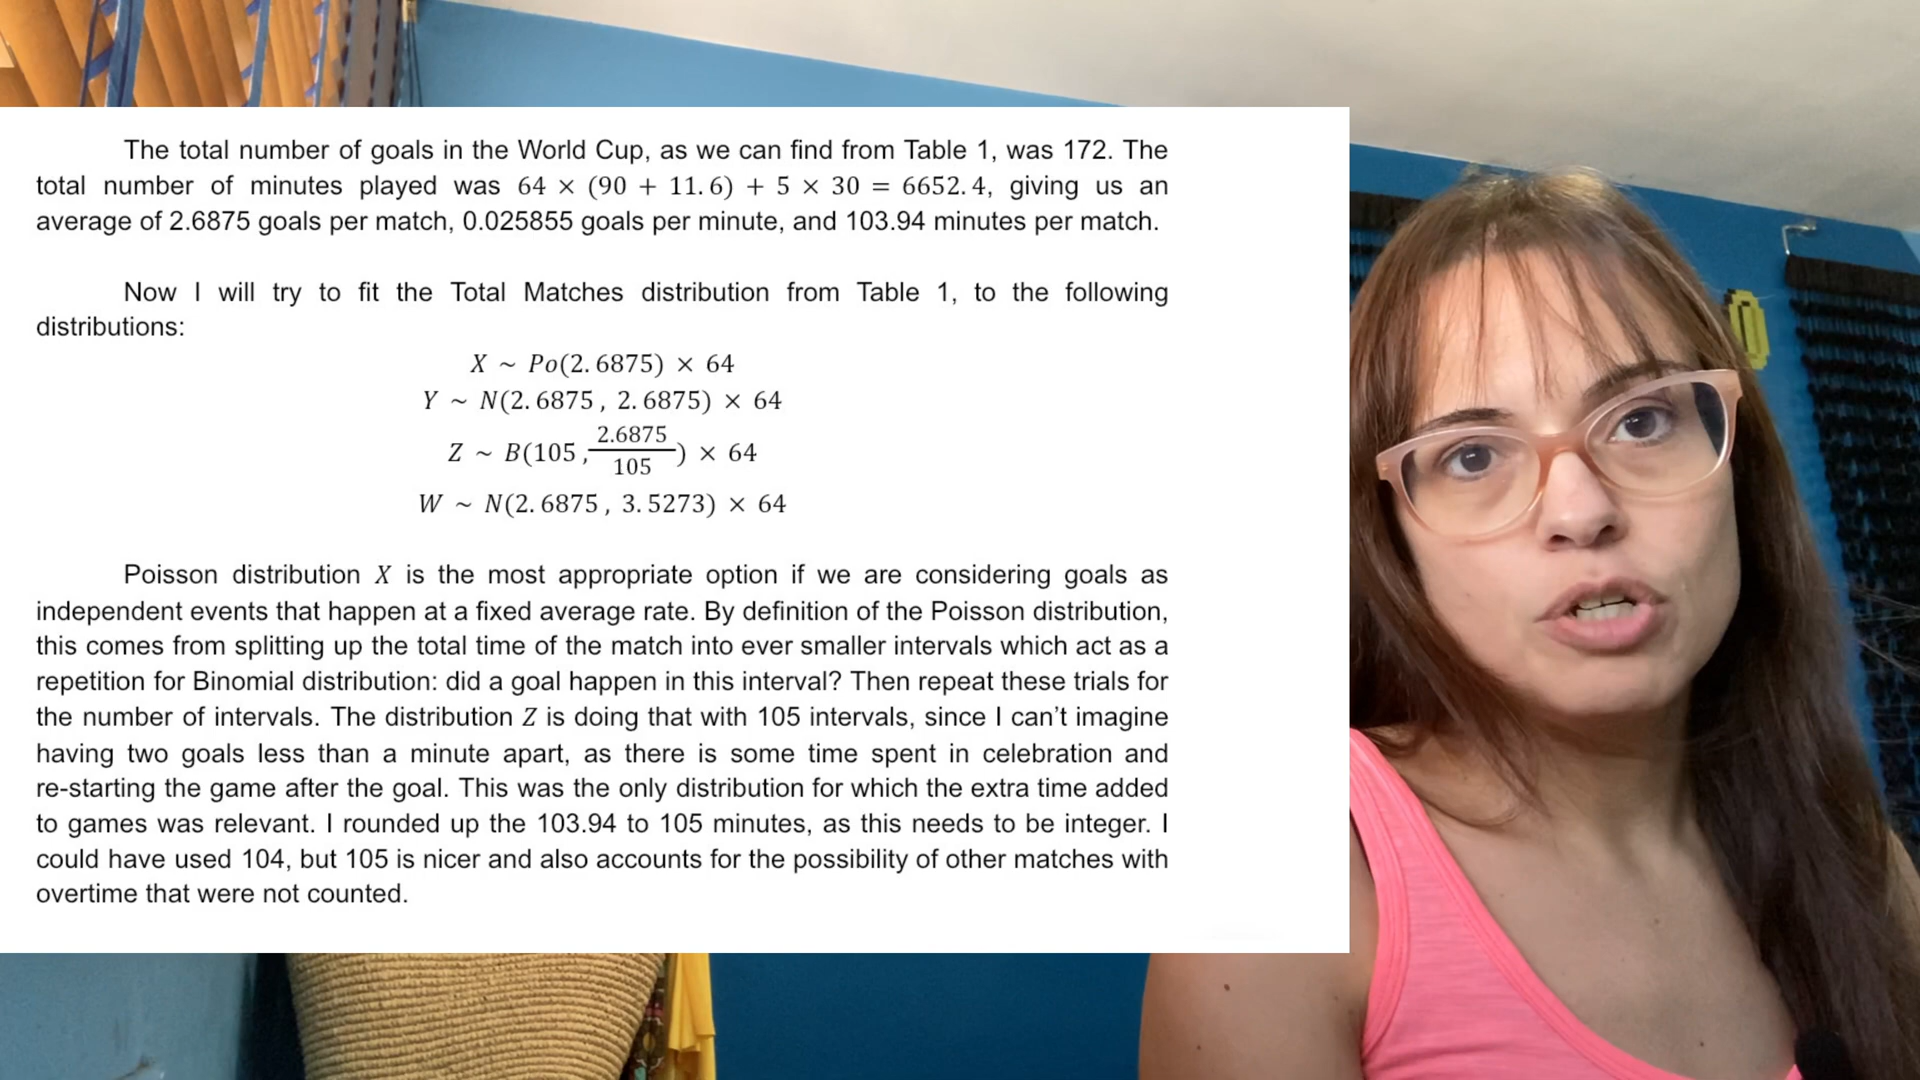 The total number of goals in the World Cup, as we can find from Table 1, was 172. The
total number of minutes played was 64 × (90 + 11.6) + 5 × 30 = 6652.4, giving us an
average of 2.6875 goals per match, 0.025855 goals per minute, and 103.94 minutes per match.
Now I will try to fit the Total Matches distribution from Table 1, to the following
distributions:
X ~ Po(2.6875) × 64
Y ~ N(2.6875 , 2.6875) × 64
Z ~ B(105 , 2.6875/105) × 64
W ~ N(2.6875 , 3.5273) × 64
Poisson distribution X is the most appropriate option if we are considering goals as
independent events that happen at a fixed average rate. By definition of the Poisson distribution,
this comes from splitting up the total time of the match into ever smaller intervals which act as a
repetition for Binomial distribution: did a goal happen in this interval? Then repeat these trials for
the number of intervals. The distribution Z is doing that with 105 intervals, since I can’t imagine
having two goals less than a minute apart, as there is some time spent in celebration and
re-starting the game after the goal. This was the only distribution for which the extra time added
to games was relevant. I rounded up the 103.94 to 105 minutes, as this needs to be integer. I
could have used 104, but 105 is nicer and also accounts for the possibility of other matches with
overtime that were not counted.